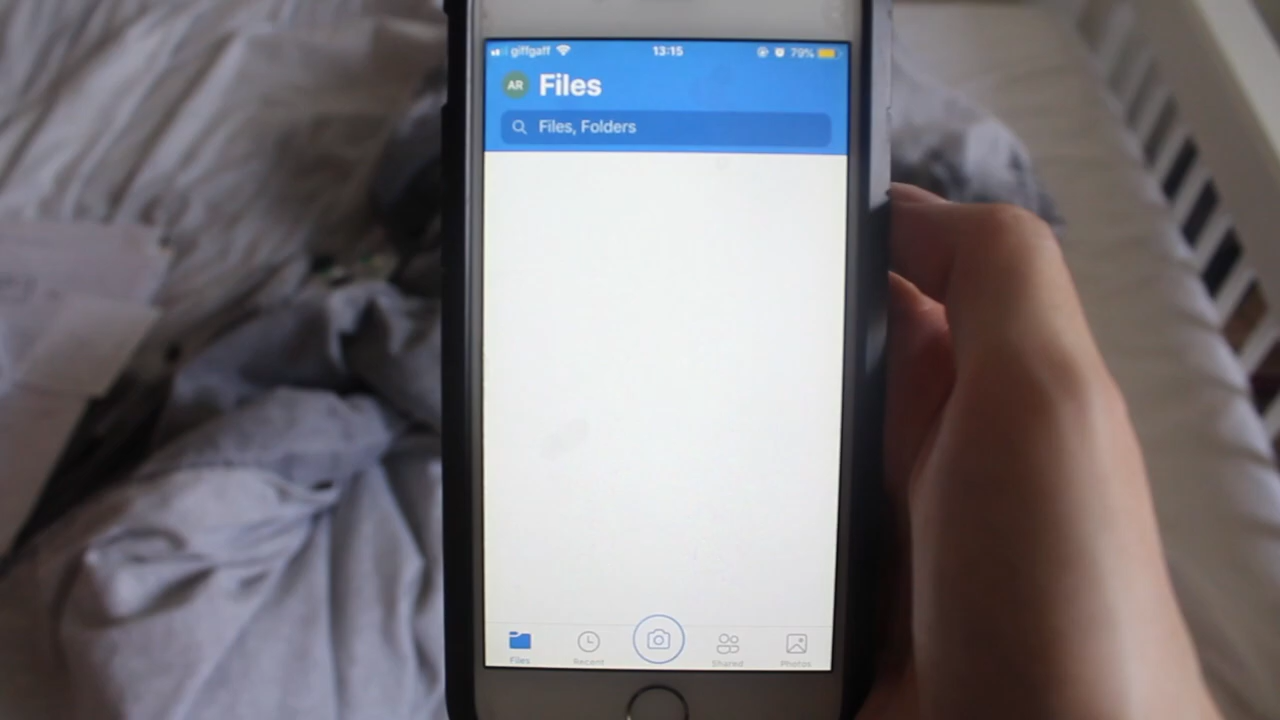 giffgaff 13:15 79%
AR Files
Files, Folders
Files Recent Shared Photos